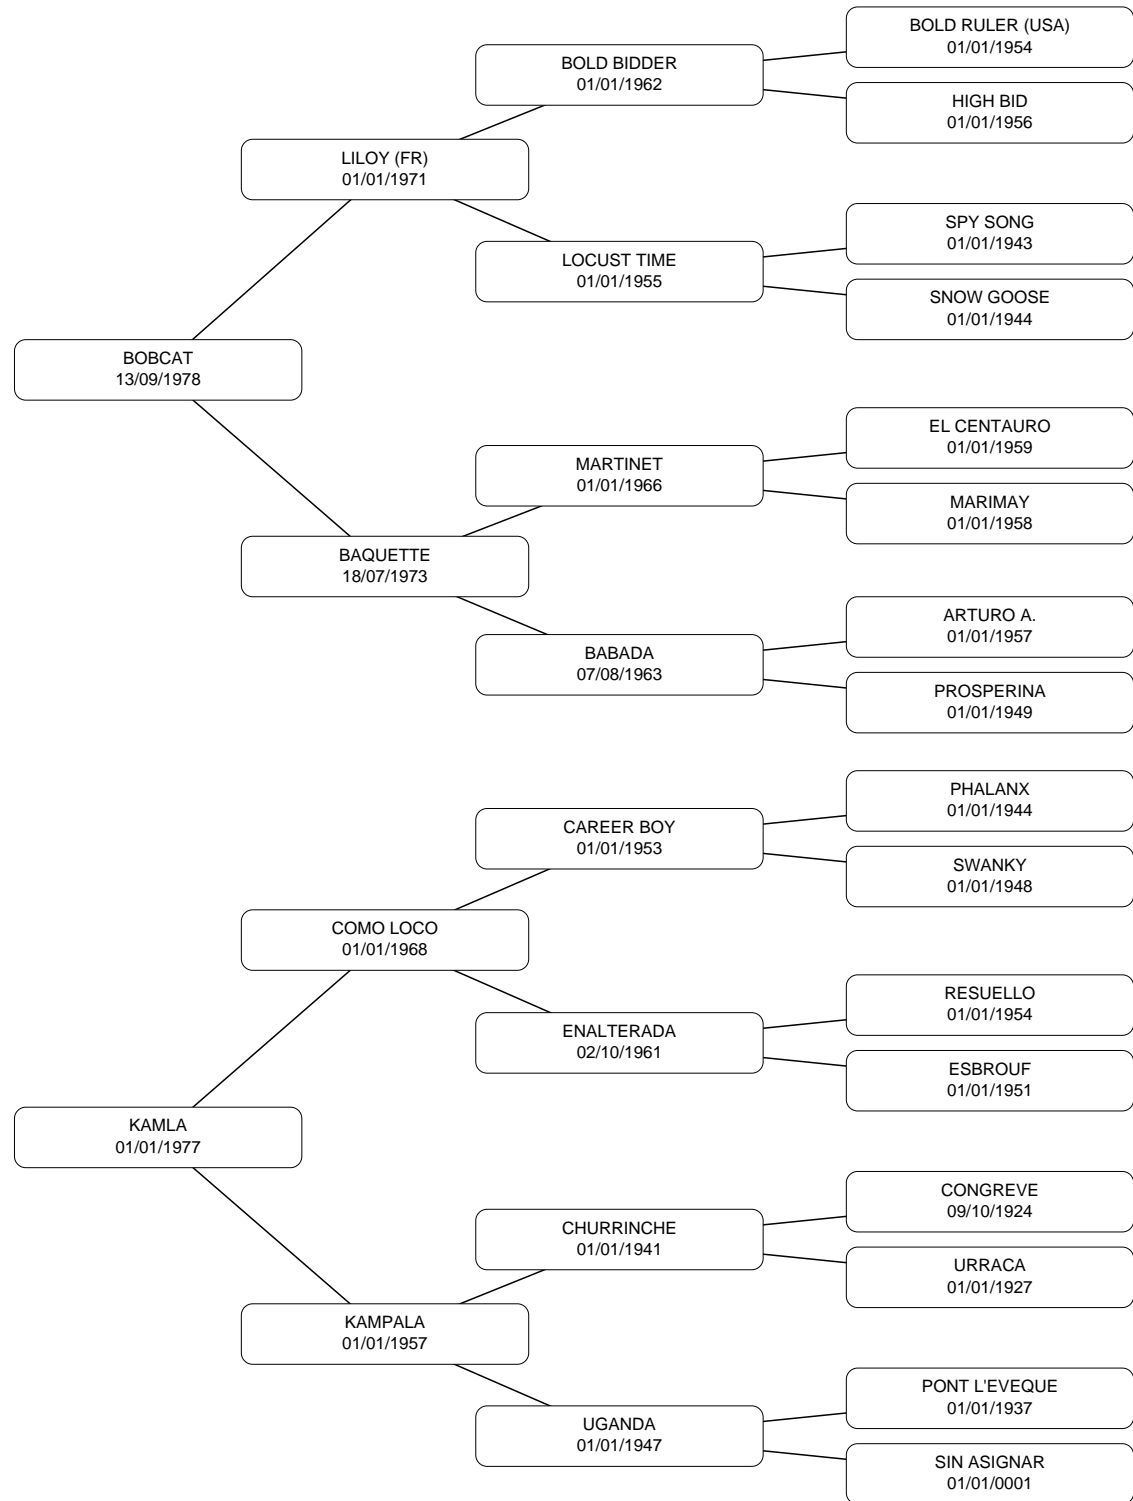 BOLD RULER (USA)
01/01/1954
BOLD BIDDER
01/01/1962
HIGH BID
01/01/1956
LILOY (FR)
01/01/1971
SPY SONG
01/01/1943
LOCUST TIME
01/01/1955
SNOW GOOSE
01/01/1944
BOBCAT
13/09/1978
EL CENTAURO
01/01/1959
MARTINET
01/01/1966
MARIMAY
01/01/1958
BAQUETTE
18/07/1973
ARTURO A.
01/01/1957
BABADA
07/08/1963
PROSPERINA
01/01/1949
PHALANX
01/01/1944
CAREER BOY
01/01/1953
SWANKY
01/01/1948
COMO LOCO
01/01/1968
RESUELLO
01/01/1954
ENALTERADA
02/10/1961
ESBROUF
01/01/1951
KAMLA
01/01/1977
CONGREVE
09/10/1924
CHURRINCHE
01/01/1941
URRACA
01/01/1927
KAMPALA
01/01/1957
PONT L'EVEQUE
01/01/1937
UGANDA
01/01/1947
SIN ASIGNAR
01/01/0001